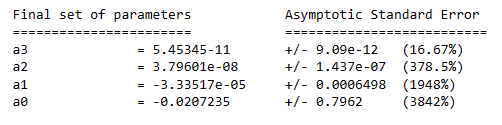 Final set of parameters Asymptotic Standard Error
======================= ==========================
a3 = 5.45345-11 +/- 9.09e-12 (16.67%)
a2 = 3.79601e-08 +/- 1.437e-07 (378.5%)
a1 = -3.33517e-05 +/- 0.0006498 (1948%)
a0 = -0.0207235 +/- 0.7962 (3842%)